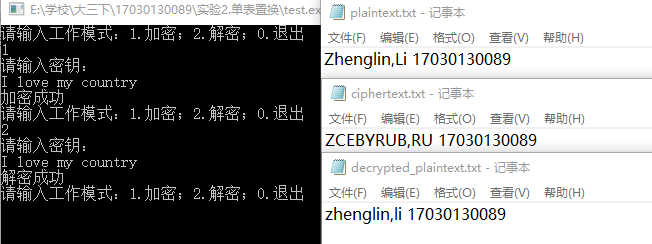 E:\学校\大三下\17030130089\实验2.单表置换\test.ex
请输入工作模式：1.加密；2.解密；0.退出
1
请输入密钥：
I love my country
加密成功
请输入工作模式：1.加密；2.解密；0.退出
2
请输入密钥：
I love my country
解密成功
请输入工作模式：1.加密；2.解密；0.退出
plaintext.txt - 记事本
文件(F) 编辑(E) 格式(O) 查看(V) 帮助(H)
Zhenglin,Li 17030130089
ciphertext.txt - 记事本
文件(F) 编辑(E) 格式(O) 查看(V) 帮助(H)
ZCEBYRUB,RU 17030130089
decrypted_plaintext.txt - 记事本
文件(F) 编辑(E) 格式(O) 查看(V) 帮助(H)
zhenglin,li 17030130089